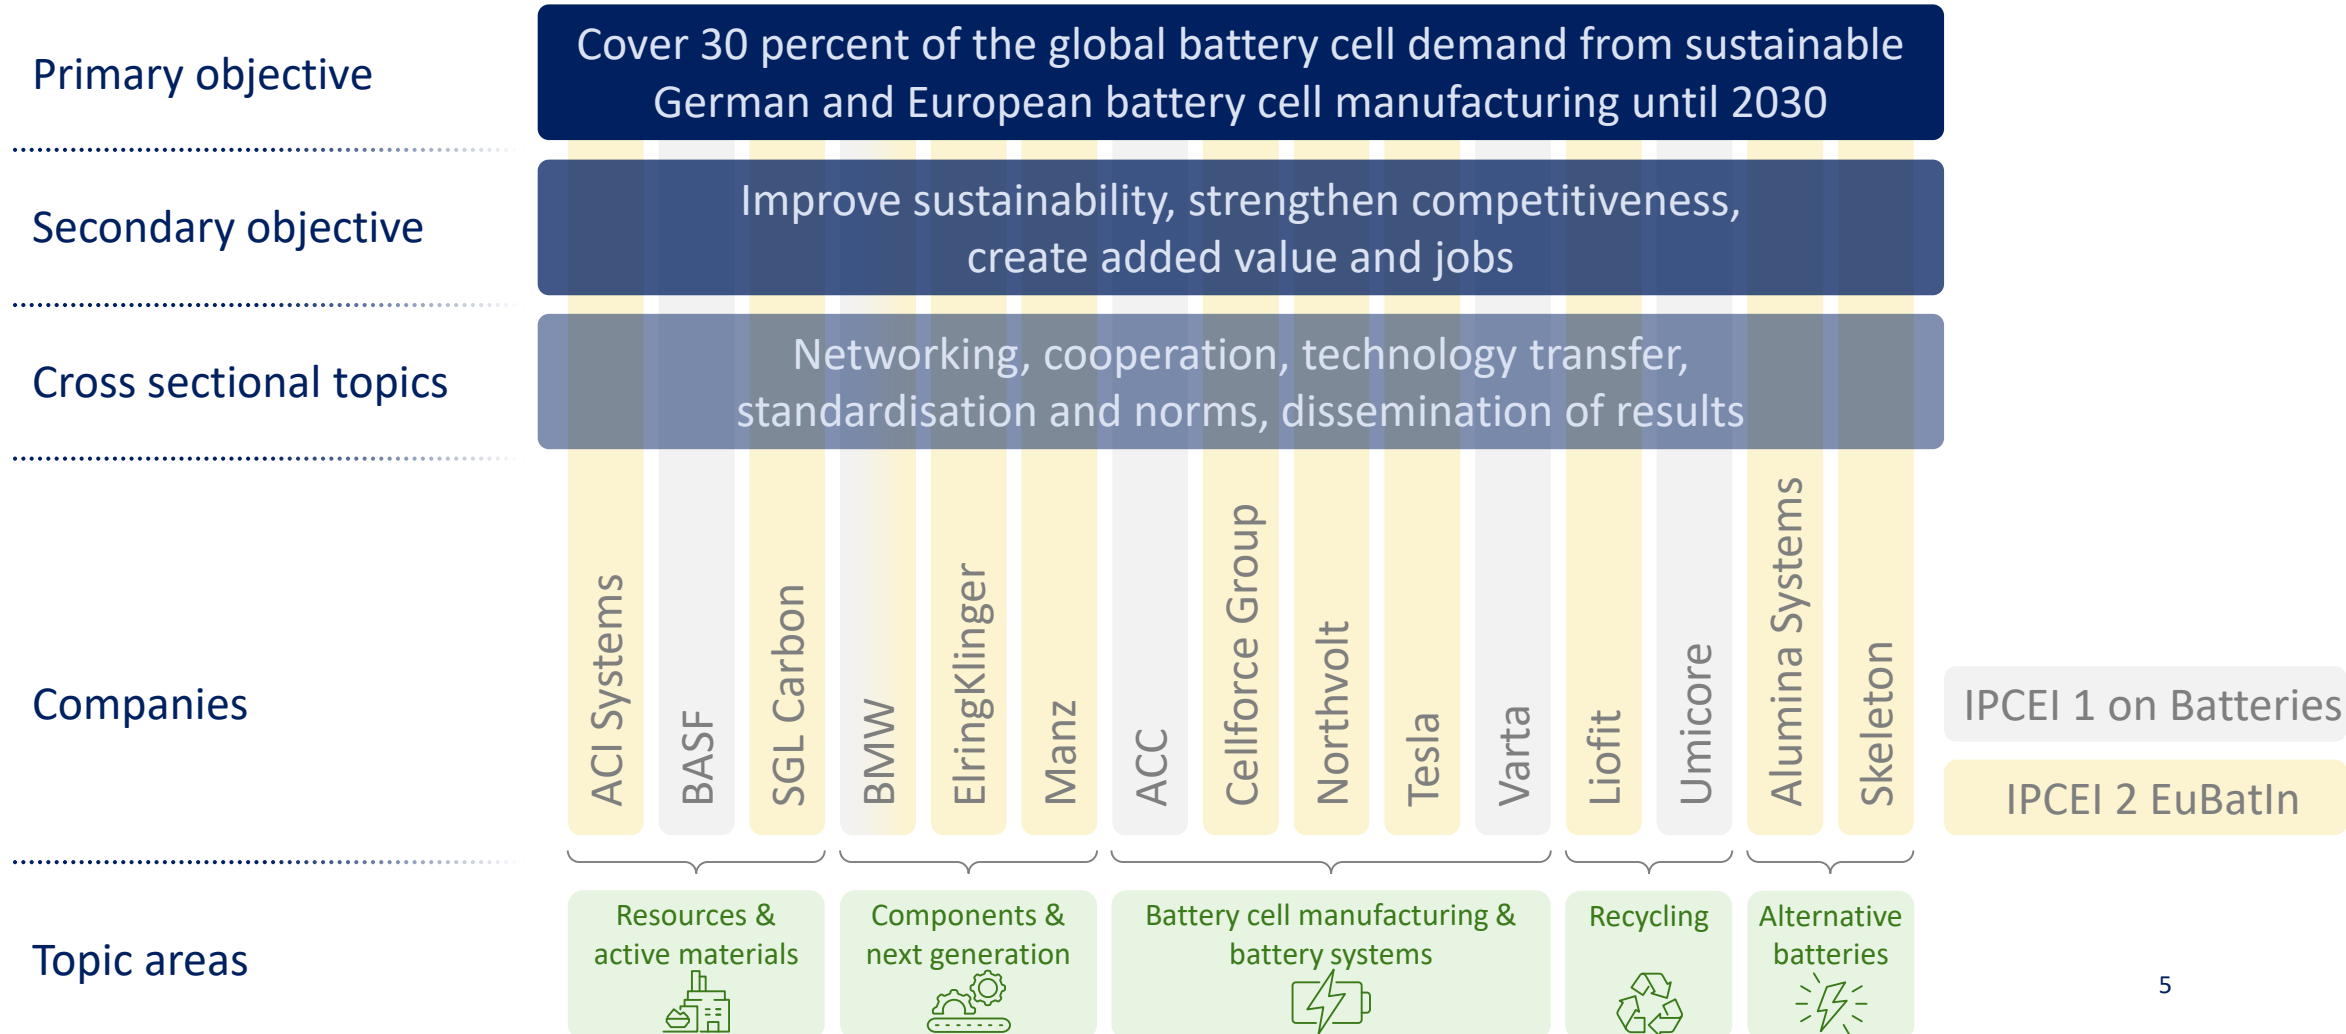 Primary objective
Cover 30 percent of the global battery cell demand from sustainable
German and European battery cell manufacturing until 2030
Secondary objective
Improve sustainability, strengthen competitiveness,
create added value and jobs
Cross sectional topics
Networking, cooperation, technology transfer,
standardisation and norms, dissemination of results
Companies
ACI Systems
BASF
SGL Carbon
BMW
ElringKlinger
Manz
ACC
Cellforce Group
Northvolt
Tesla
Varta
Liofit
Umicore
Alumina Systems
Skeleton
IPCEI 1 on Batteries
IPCEI 2 EuBatIn
Topic areas
Resources &
active materials
Components &
next generation
Battery cell manufacturing &
battery systems
Recycling
Alternative
batteries
5